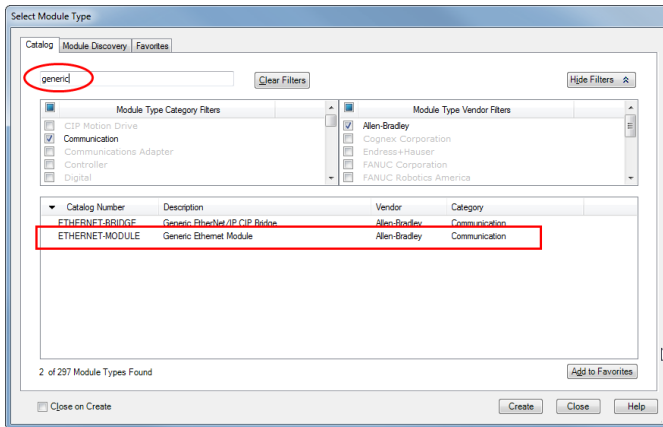 Select Module Type
Catalog Module Discovery Favorites
generic Clear Filters Hide Filters
Module Type Category Filters Module Type Vendor Filters
CIP Motion Drive Allen-Bradley
Communication Cognex Corporation
Communications Adapter Endress+Hauser
Controller FANUC Corporation
Digital FANUC Robotics America
Catalog Number Description Vendor Category
ETHERNET-BRIDGE Generic EtherNet/IP CIP Bridge Allen-Bradley Communication
ETHERNET-MODULE Generic Ethernet Module Allen-Bradley Communication
2 of 297 Module Types Found Add to Favorites
Close on Create Create Close Help